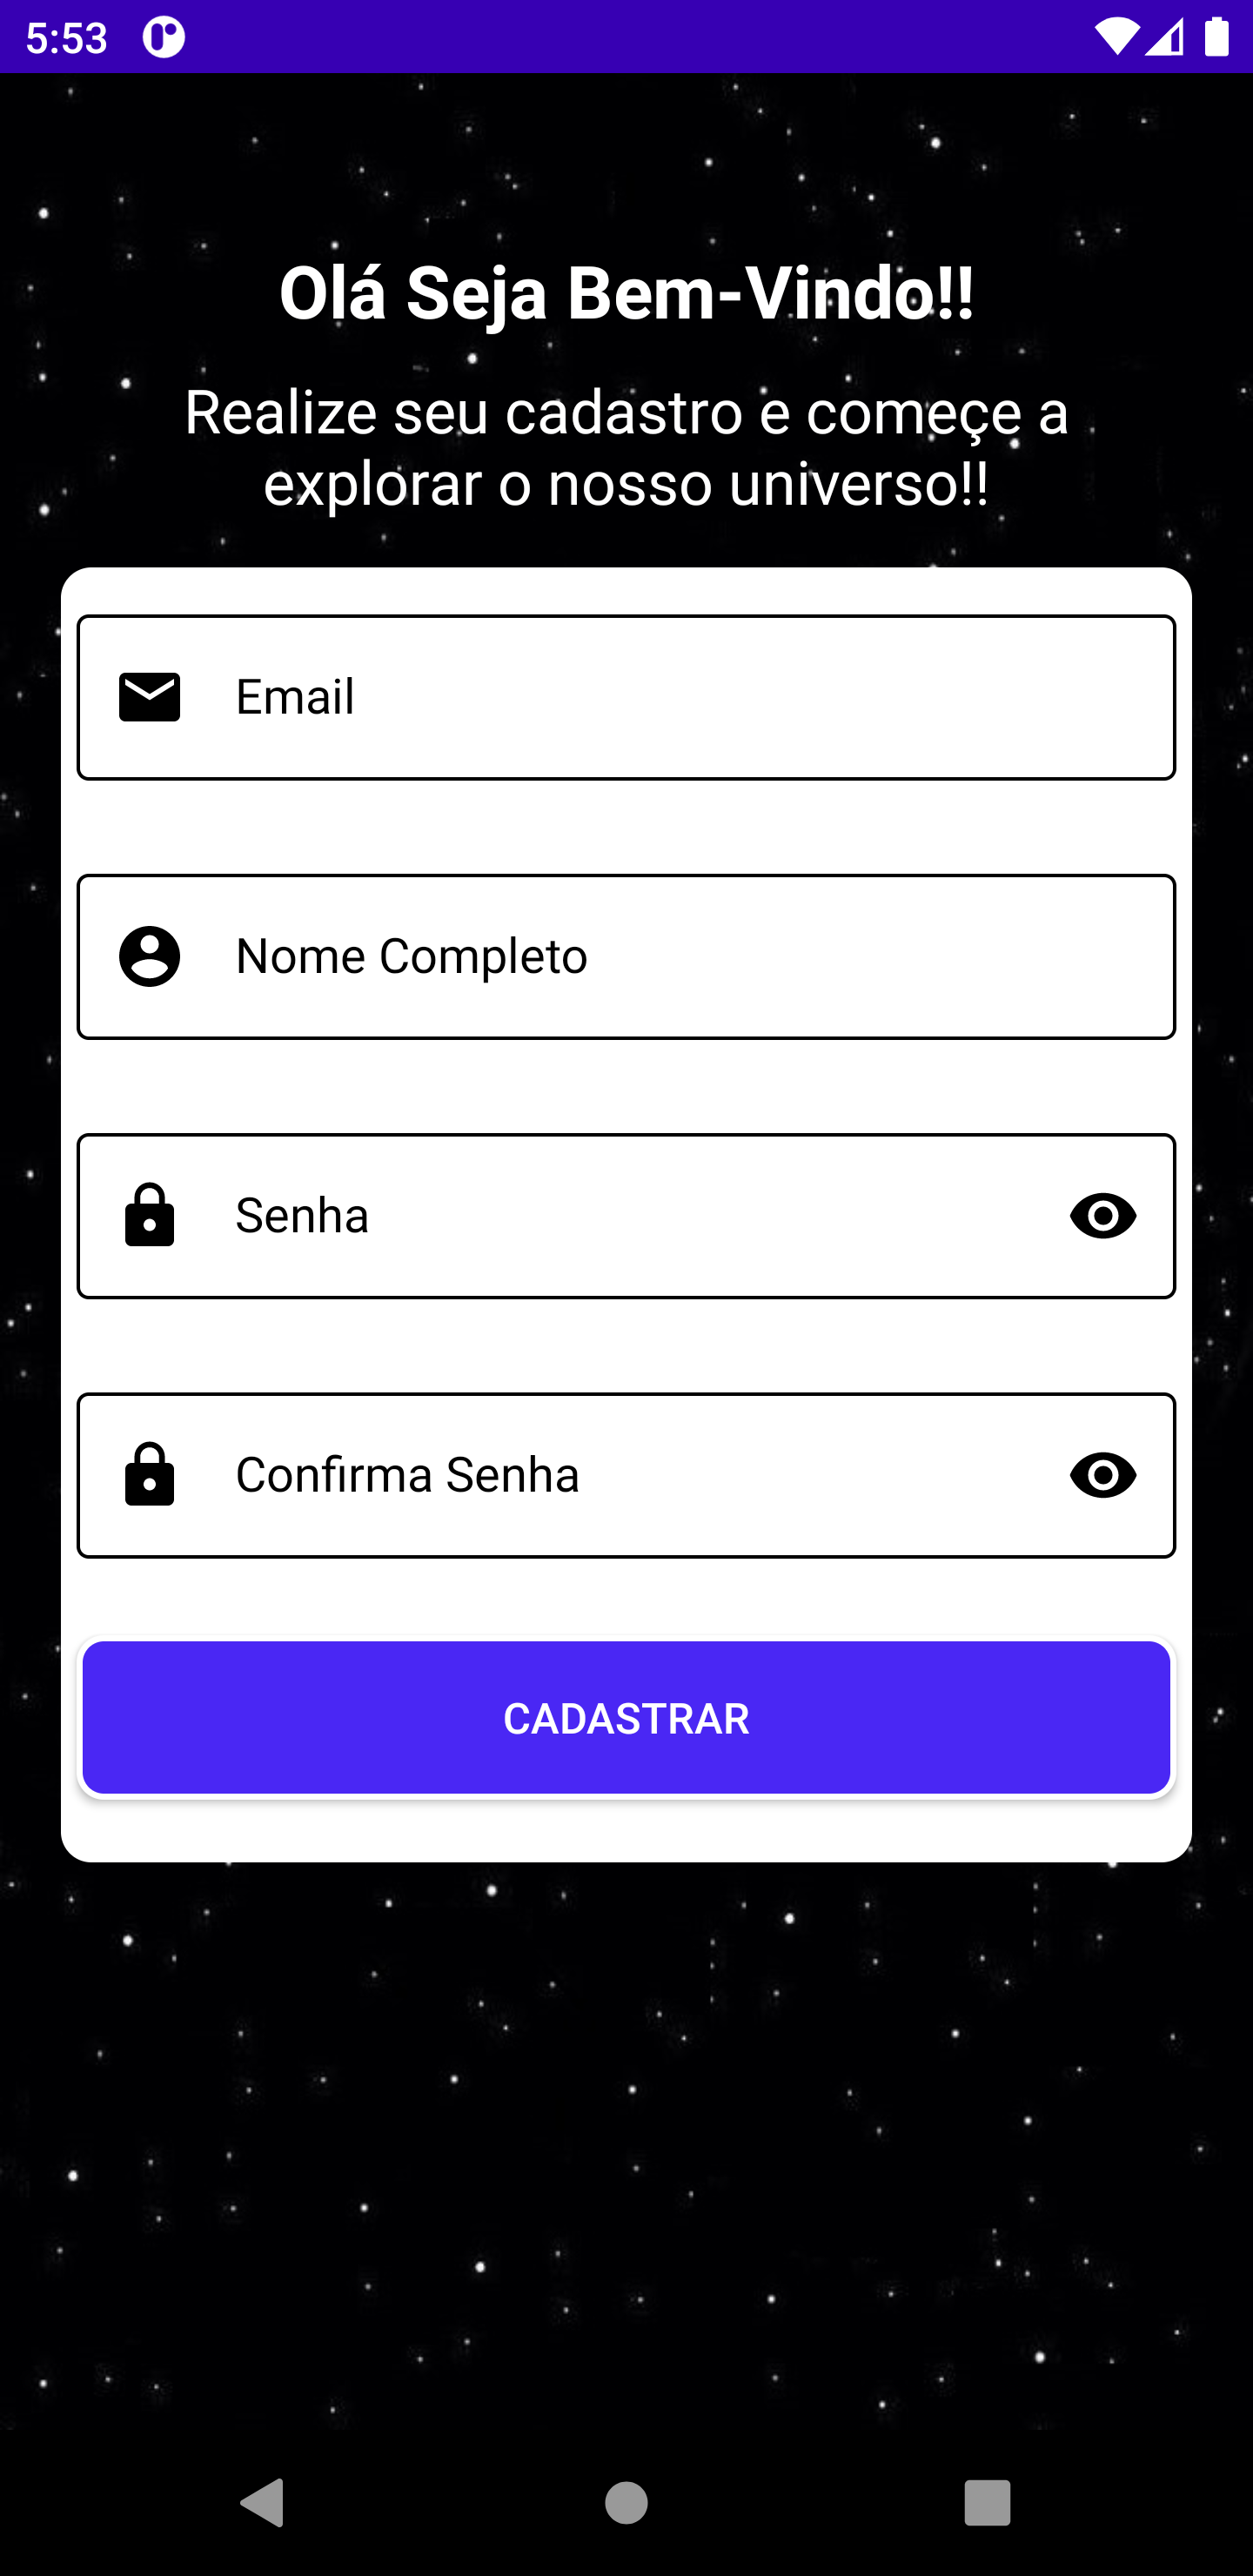 5:53
Olá Seja Bem-Vindo!!
Realize seu cadastro e começe a
explorar o nosso universo!!
Email
Nome Completo
Senha
Confirma Senha
CADASTRAR